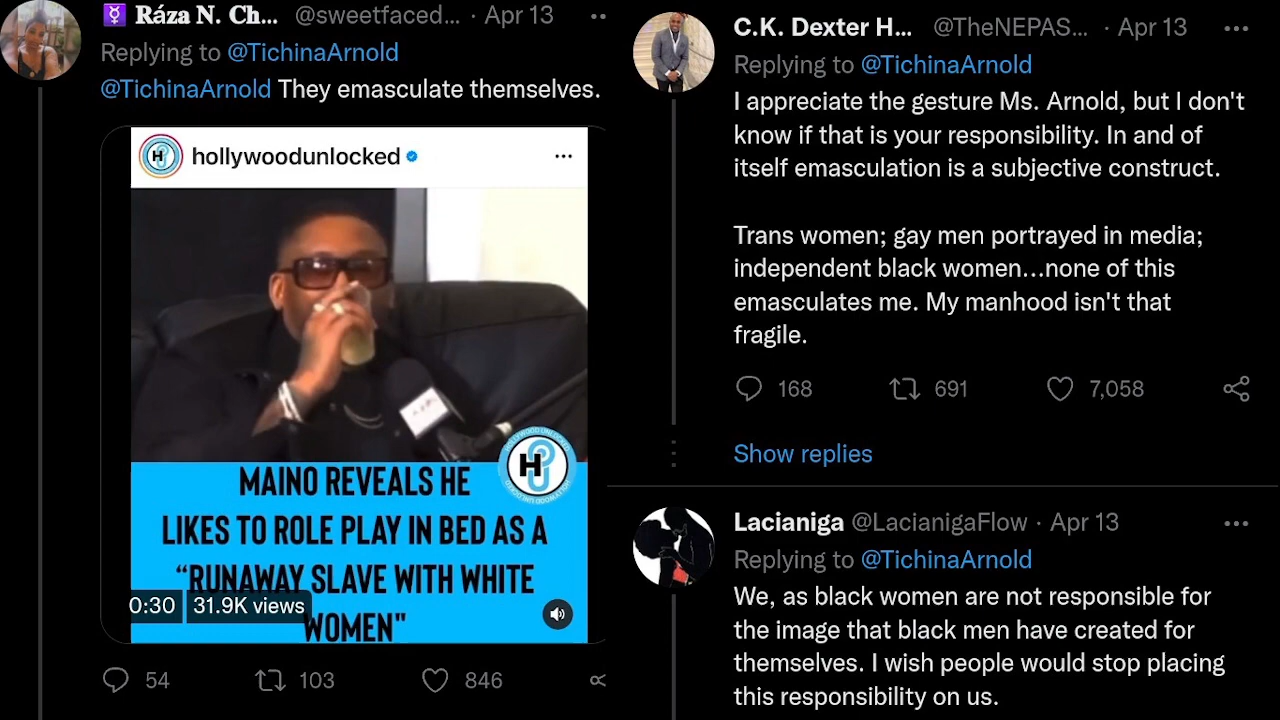 Ráza N. Ch... @sweetfaced... · Apr 13
Replying to @TichinaArnold
@TichinaArnold They emasculate themselves.
hollywoodunlocked
MAINO REVEALS HE
LIKES TO ROLE PLAY IN BED AS A
“RUNAWAY SLAVE WITH WHITE
WOMEN"
0:30 31.9K views
54 103 846
C.K. Dexter H... @TheNEPAS... · Apr 13
Replying to @TichinaArnold
I appreciate the gesture Ms. Arnold, but I don't
know if that is your responsibility. In and of
itself emasculation is a subjective construct.
Trans women; gay men portrayed in media;
independent black women...none of this
emasculates me. My manhood isn't that
fragile.
168 691 7,058
Show replies
Lacianiga @LacianigaFlow · Apr 13
Replying to @TichinaArnold
We, as black women are not responsible for
the image that black men have created for
themselves. I wish people would stop placing
this responsibility on us.